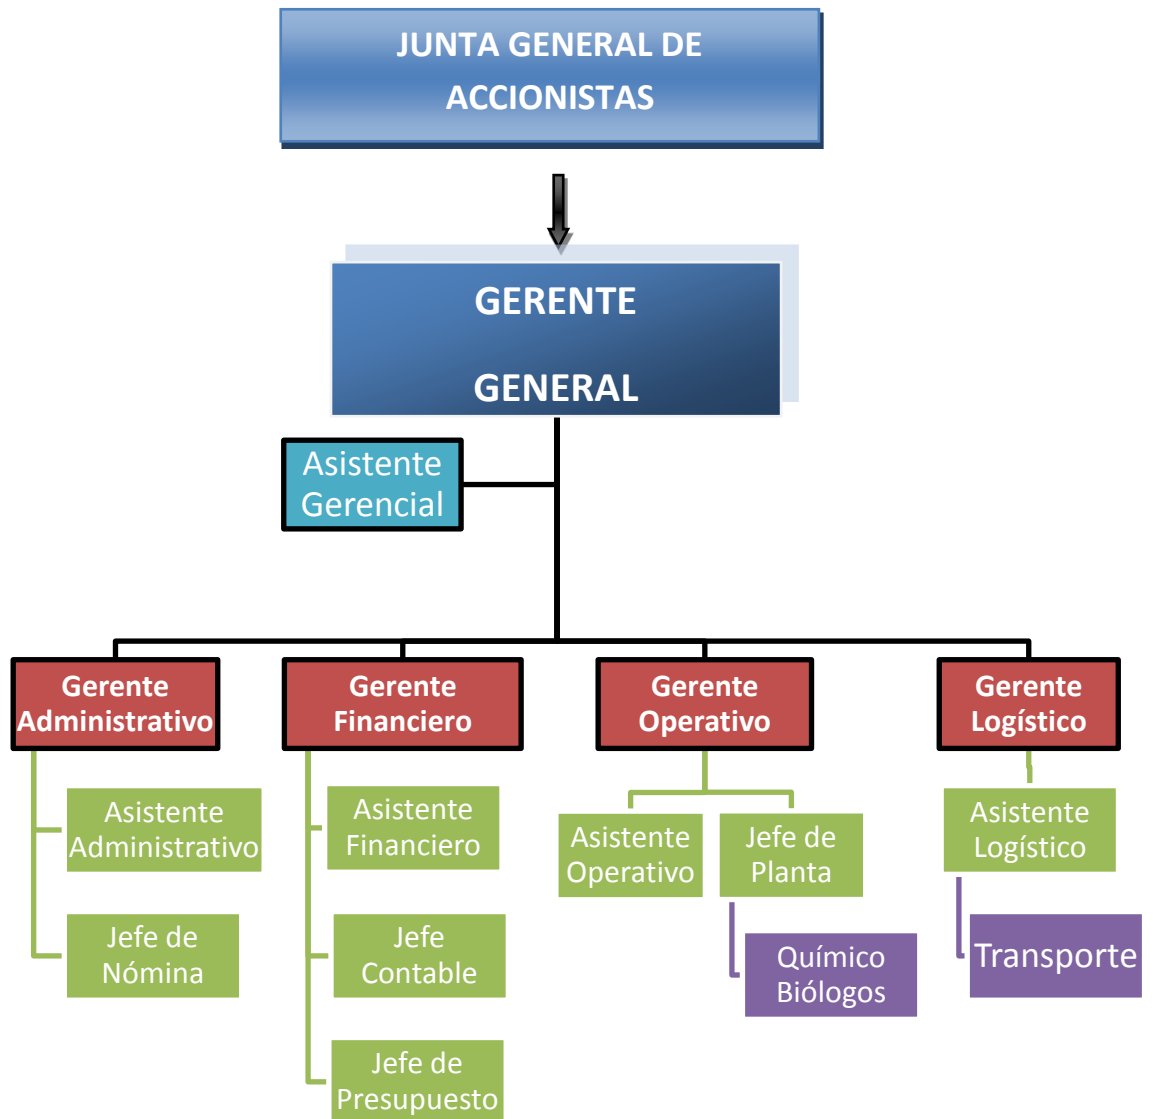 JUNTA GENERAL DE
ACCIONISTAS
GERENTE
GENERAL
Asistente
Gerencial
Gerente
Administrativo
Gerente
Financiero
Gerente
Operativo
Gerente
Logístico
Asistente
Administrativo
Jefe de
Nómina
Asistente
Financiero
Jefe
Contable
Jefe de
Presupuesto
Asistente
Operativo
Jefe de
Planta
Químico
Biólogos
Asistente
Logístico
Transporte